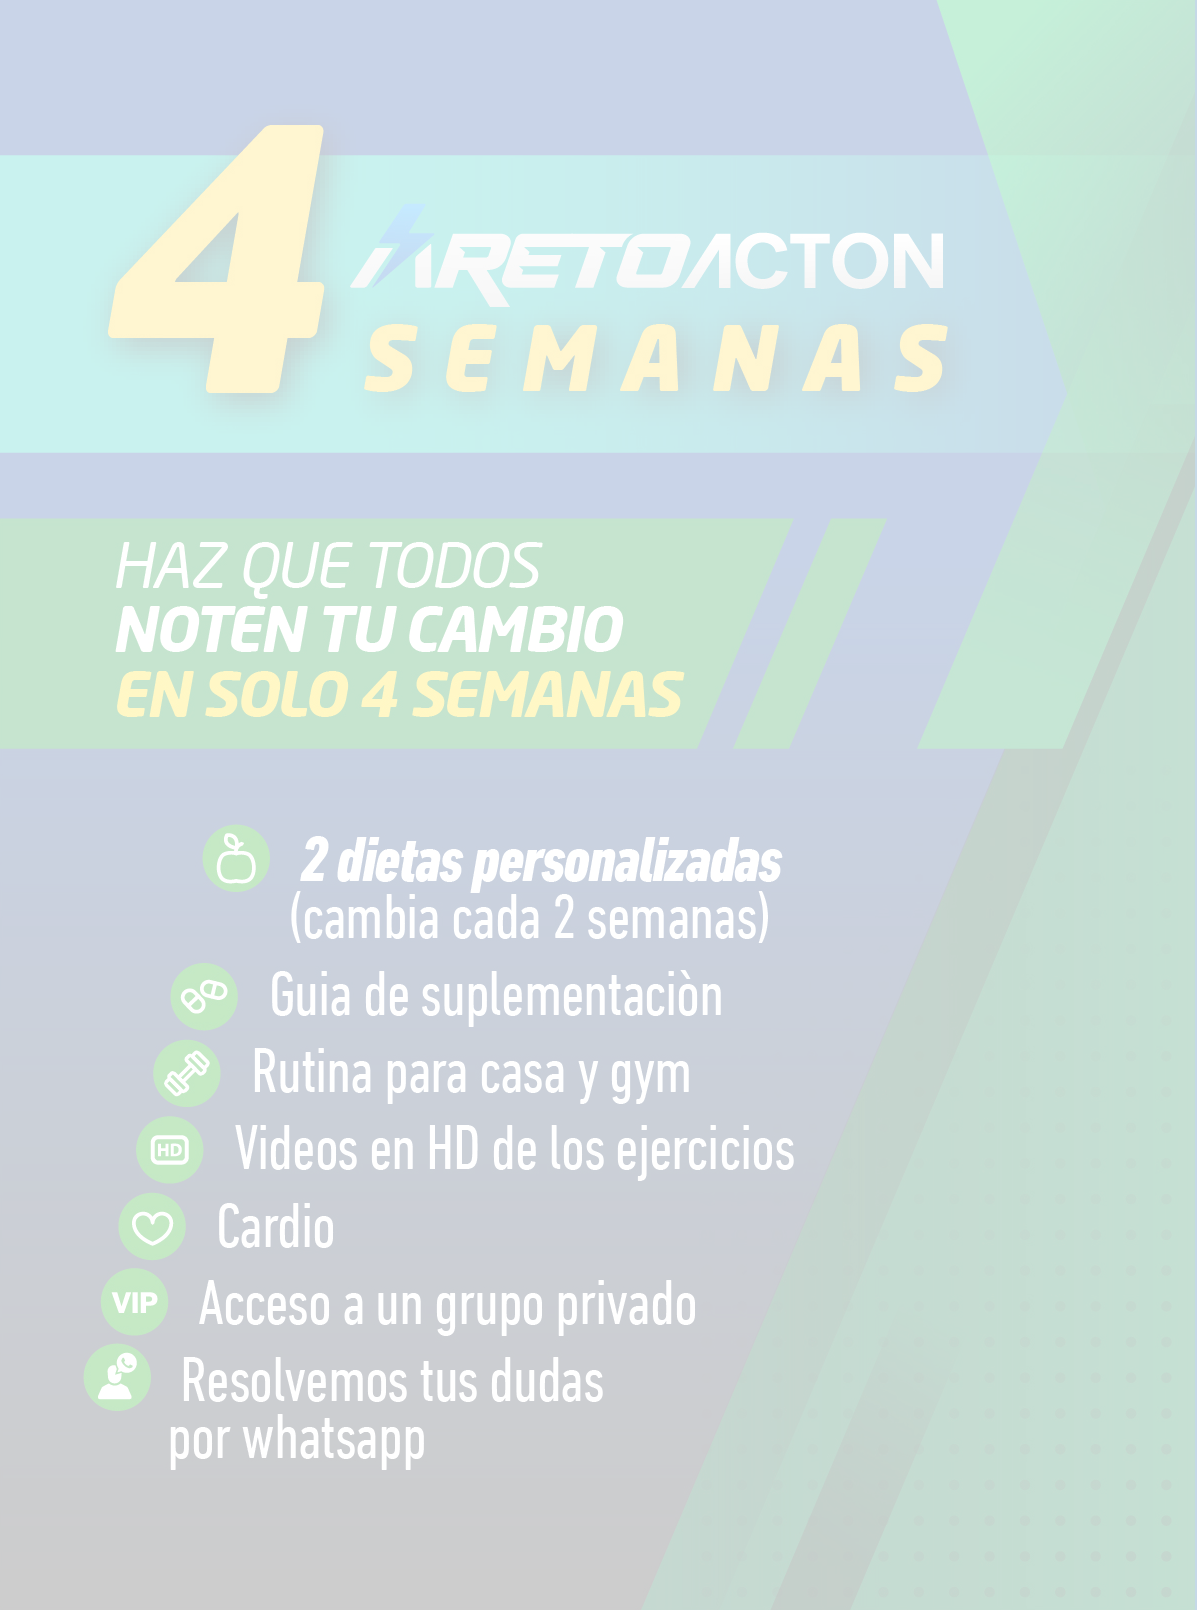 4
RETO ACTON
SEMANAS
HAZ QUE TODOS
NOTEN TU CAMBIO
EN SOLO 4 SEMANAS
2 dietas personalizadas
(cambia cada 2 semanas)
Guia de suplementaciòn
Rutina para casa y gym
HD
Videos en HD de los ejercicios
Cardio
VIP
Acceso a un grupo privado
Resolvemos tus dudas
por whatsapp